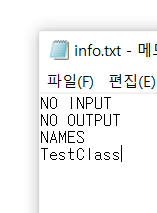 info.txt - 메
파일(F) 편집(E)
NO INPUT
NO OUTPUT
NAMES
TestClass